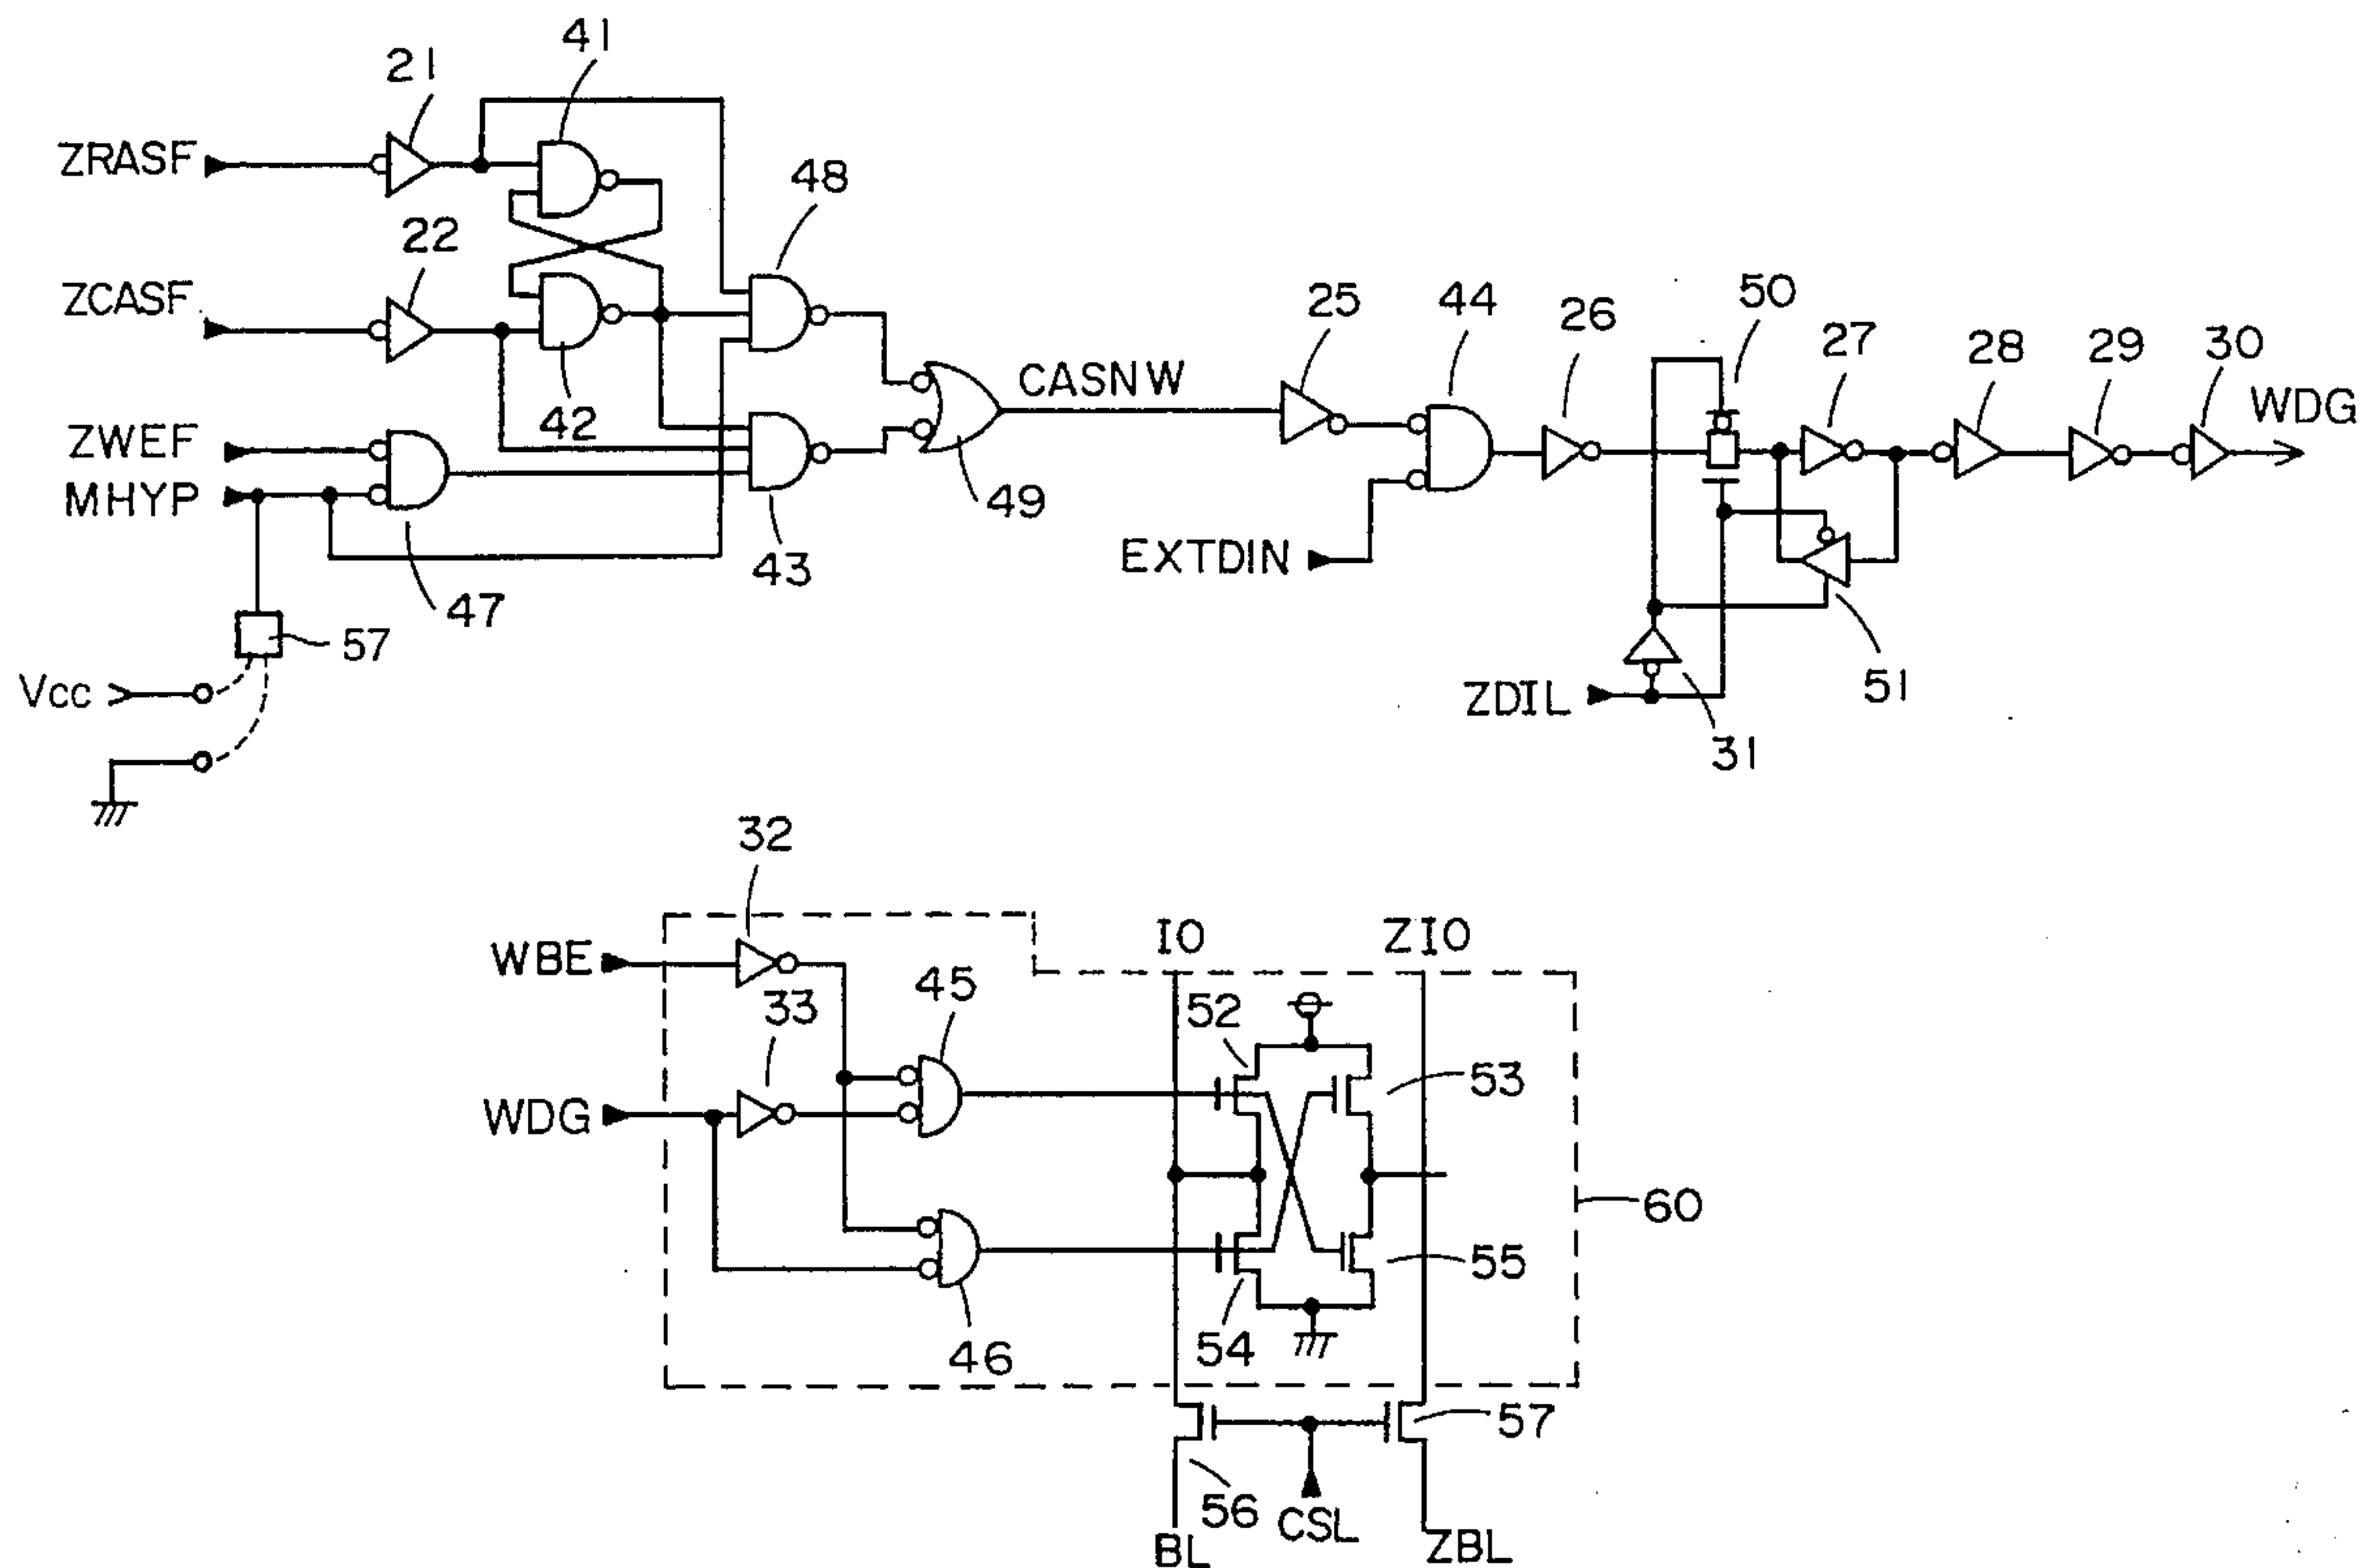 41
21
ZRASF
48
22
ZCASF
42
ZWEF
MHYP
47
43
49
57
Vcc
CASNW
25
44
26
50
27
28
29
30
WDG
EXTDIN
51
ZDIL
31
32
WBE
33
45
IO
ZIO
52
53
WDG
60
55
54
46
57
56
CSL
BL
ZBL